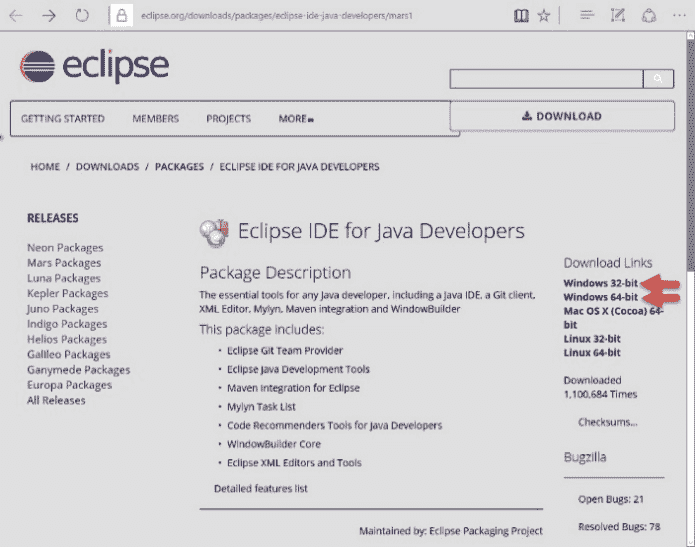 eclipse.org/downloads/packages/eclipse-ide-java-developers/mars1
eclipse
GETTING STARTED MEMBERS PROJECTS MORE
DOWNLOAD
HOME / DOWNLOADS / PACKAGES / ECLIPSE IDE FOR JAVA DEVELOPERS
RELEASES
Neon Packages
Mars Packages
Luna Packages
Kepler Packages
Juno Packages
Indigo Packages
Helios Packages
Galileo Packages
Ganymede Packages
Europa Packages
All Releases
Eclipse IDE for Java Developers
Package Description
The essential tools for any Java developer, including a Java IDE, a Git client,
XML Editor, Mylyn, Maven integration and WindowBuilder
This package includes:
• Eclipse Git Team Provider
• Eclipse Java Development Tools
• Maven Integration for Eclipse
• Mylyn Task List
• Code Recommenders Tools for Java Developers
• WindowBuilder Core
• Eclipse XML Editors and Tools
Detailed features list
Maintained by: Eclipse Packaging Project
Download Links
Windows 32-bit
Windows 64-bit
Mac OS X (Cocoa) 64-
bit
Linux 32-bit
Linux 64-bit
Downloaded
1,100,684 Times
Checksums...
Bugzilla
Open Bugs: 21
Resolved Bugs: 78